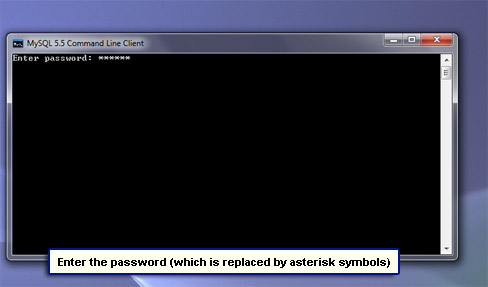 MySQL 5.5 Command Line Client
Enter password: ******
Enter the password (which is replaced by asterisk symbols)